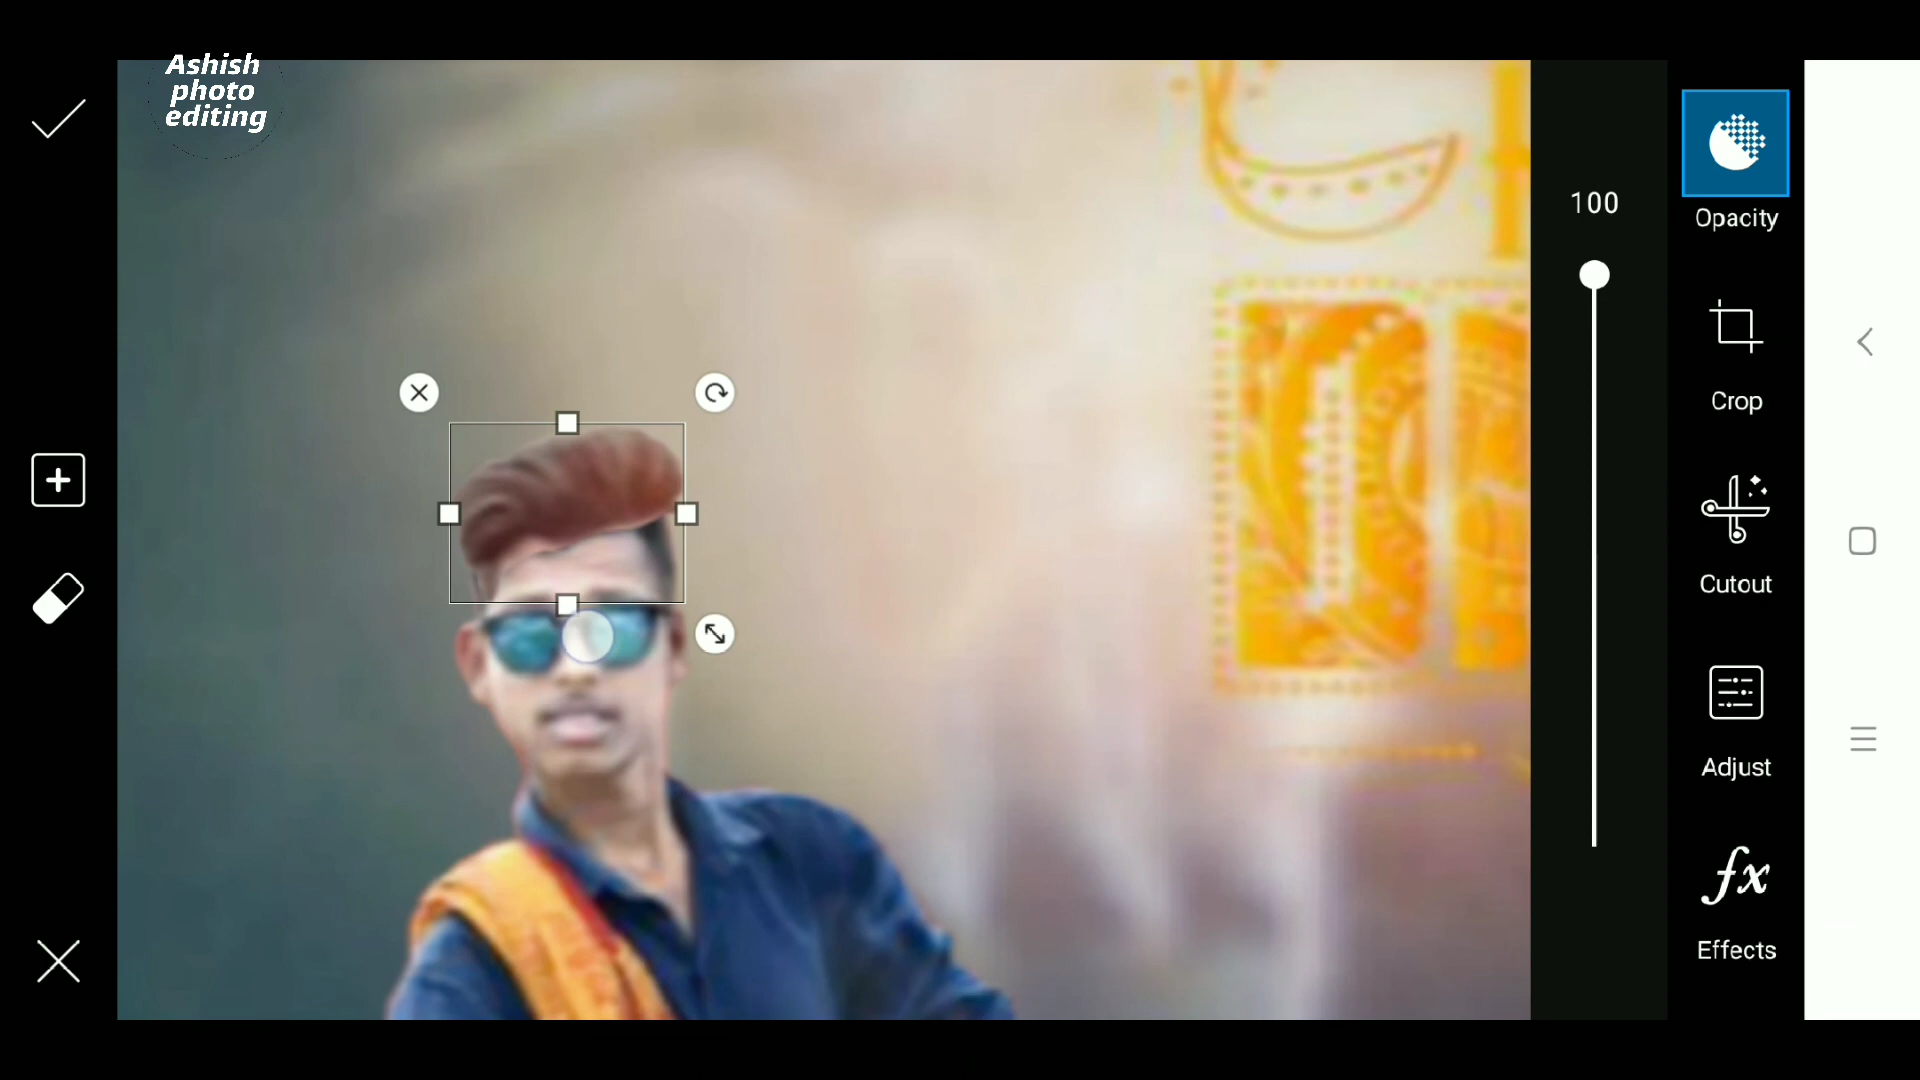 Ashish
photo
editing
100
Opacity
Crop
Cutout
Adjust
fx
Effects